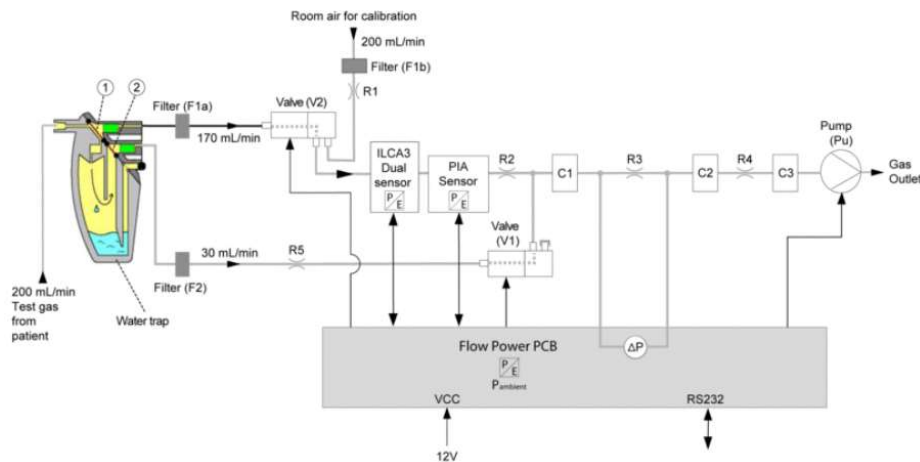 Room air for calibration
200 mL/min
Filter (F1b)
R1
1
2
Filter (F1a)
170 mL/min
Valve (V2)
ILCA3
Dual
sensor
P
E
PIA
Sensor
P
E
R2
C1
R3
C2
R4
C3
Pump
(Pu)
Gas
Outlet
Valve
(V1)
30 mL/min
R5
Filter (F2)
200 mL/min
Test gas
from
patient
Water trap
Flow Power PCB
P
E
Pambient
ΔP
VCC
RS232
12V